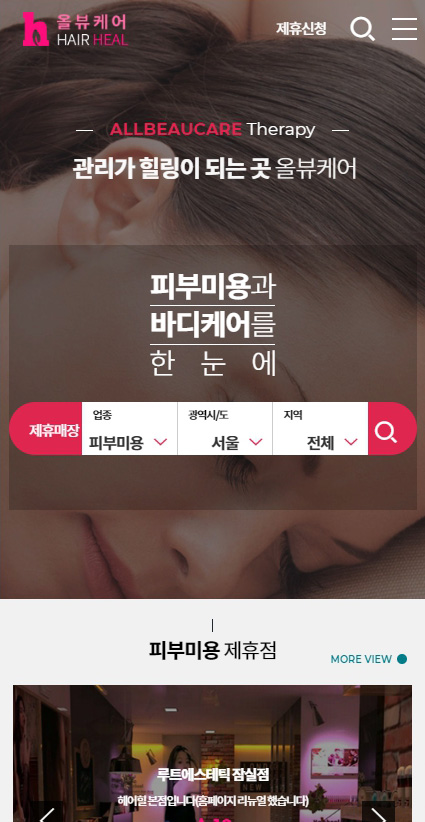 올뷰케어
HAIR HEAL
제휴신청
ALLBEAUCARE Therapy
관리가 힐링이 되는 곳 올뷰케어
피부미용과
바디케어를
한 눈 에
제휴매장
업종
피부미용
광역시/도
서울
지역
전체
피부미용 제휴점
MORE VIEW
루트에스테틱 잠실점
헤어힐 본점입니다(홈페이지 리뉴얼 했습니다)